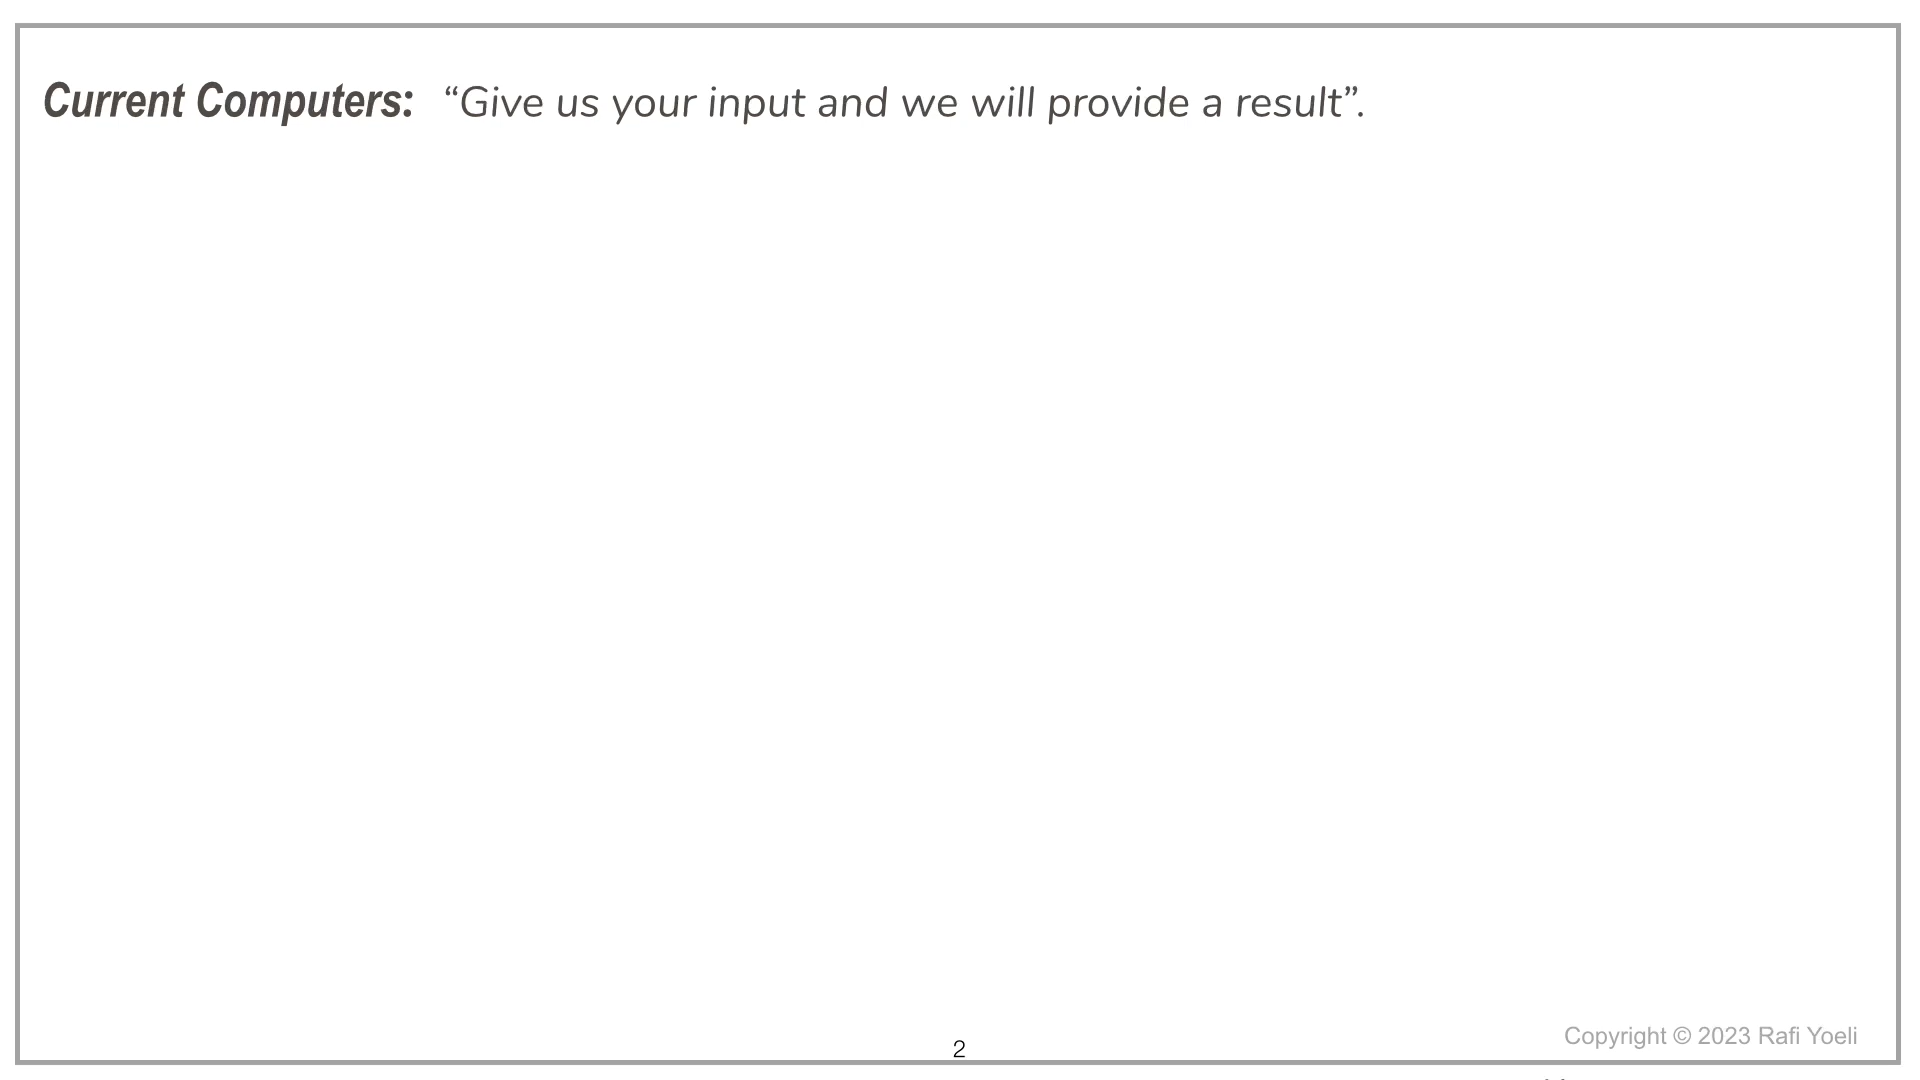 Current Computers: “Give us your input and we will provide a result”.
2
Copyright © 2023 Rafi Yoeli